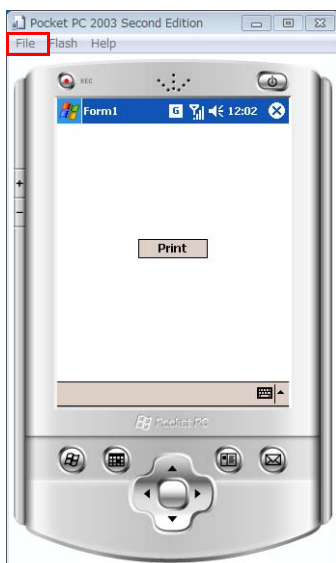 Pocket PC 2003 Second Edition
File Flash Help
REC
Form1 G 12:02
Print
Pocket PC